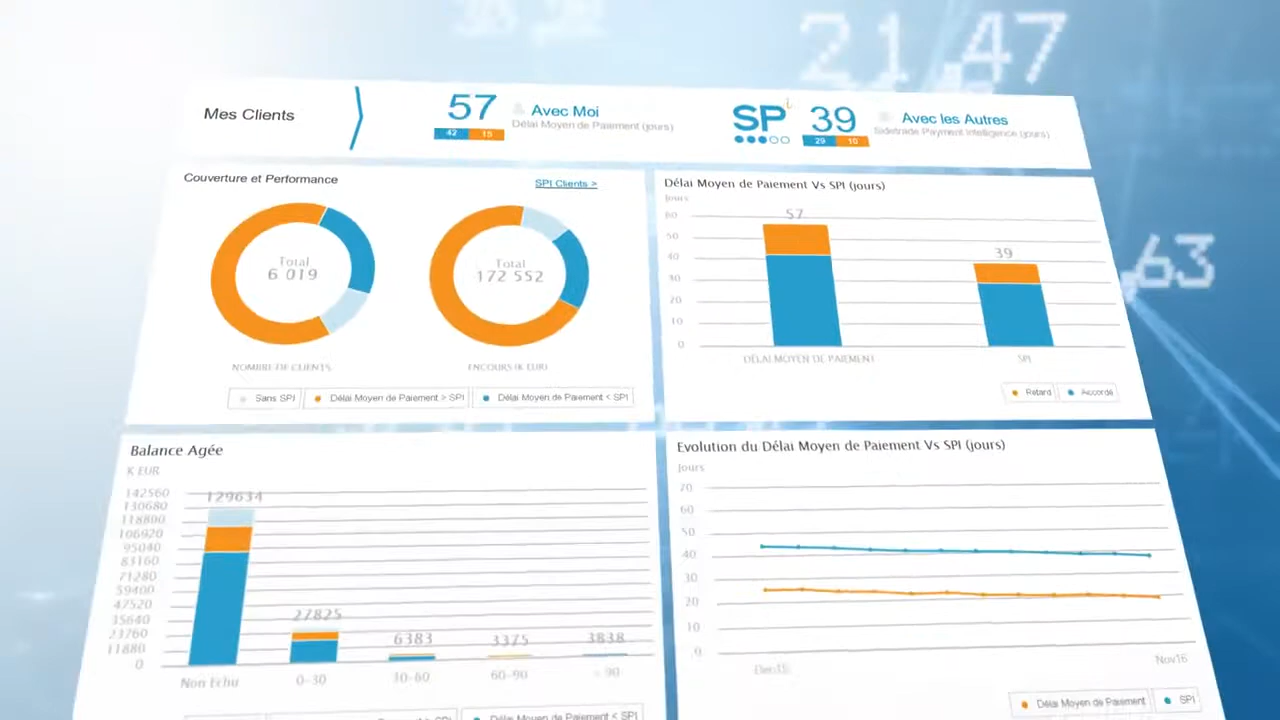 21,47
Mes Clients
57
42 15
Avec Moi
Délai Moyen de Paiement (jours)
SPi
39
29 10
Avec les Autres
Sidetrade Payment Intelligence (jours)
,63
Couverture et Performance
SPI Clients >
Total
6 019
Total
172 552
NOMBRE DE CLIENTS
ENCOURS (K EUR)
Sans SPI
Délai Moyen de Paiement > SPI
Délai Moyen de Paiement < SPI
Délai Moyen de Paiement Vs SPI (jours)
Jours
60
50
40
30
20
10
0
57
39
DÉLAI MOYEN DE PAIEMENT
SPI
Retard
Accordé
Balance Agée
K EUR
142560
130680
118800
106920
95040
83160
71280
59400
47520
35640
23760
11880
0
129634
27825
6383
3375
3838
Non Echu
0-30
30-60
60-90
> 90
Délai Moyen de Paiement < SPI
Evolution du Délai Moyen de Paiement Vs SPI (jours)
Jours
70
60
50
40
30
20
10
0
Dec15
Nov16
Délai Moyen de Paiement
SPI